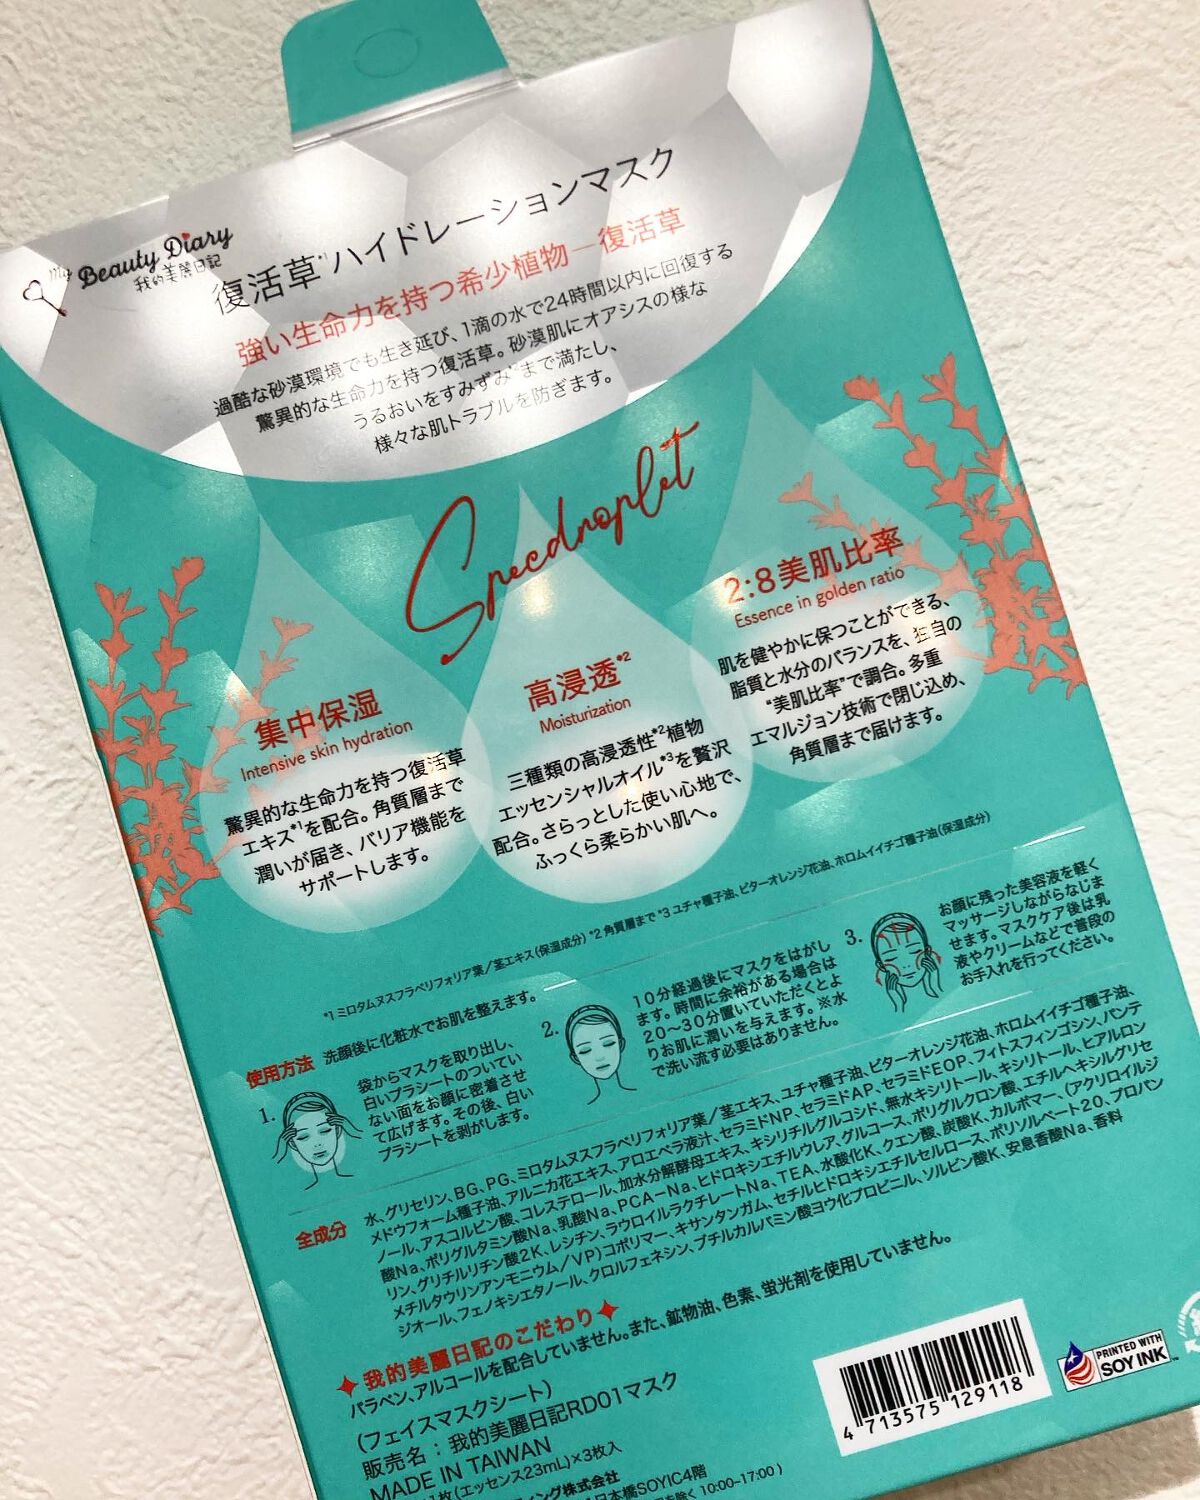 my Beauty Diary
我的美麗日記
復活草*1ハイドレーションマスク
強い生命力を持つ希少植物—復活草
過酷な砂漠環境でも生き延び、1滴の水で24時間以内に回復する
驚異的な生命力を持つ復活草。砂漠肌にオアシスの様な
うるおいをすみずみ*まで満たし、
様々な肌トラブルを防ぎます。
Specdroplet
集中保湿
Intensive skin hydration
驚異的な生命力を持つ復活草
エキス*1を配合。角質層まで
潤いが届き、バリア機能を
サポートします。
高浸透*2
Moisturization
三種類の高浸透性*2植物
エッセンシャルオイル*3を贅沢
配合。さらっとした使い心地で、
ふっくら柔らかい肌へ。
2:8美肌比率
Essence in golden ratio
肌を健やかに保つことができる、
脂質と水分のバランスを、独自の
“美肌比率”で調合。多重
エマルジョン技術で閉じ込め、
角質層まで届けます。
*1 ミロタムヌスフラベリフォリア葉/茎エキス(保湿成分) *2 角質層まで *3 ユチャ種子油、ビターオレンジ花油、ホロムイイチゴ種子油(保湿成分)
使用方法 洗顔後に化粧水でお肌を整えます。
1.
袋からマスクを取り出し、
白いプラシートのついてい
ない面をお顔に密着させ
て広げます。その後、白い
プラシートを剥がします。
2.
10分経過後にマスクをはがし
ます。時間に余裕がある場合は
20〜30分置いていただくとよ
りお肌に潤いを与えます。※水
で洗い流す必要はありません。
3.
お顔に残った美容液を軽く
マッサージしながらなじま
せます。マスクケア後は乳
液やクリームなどで普段の
お手入れを行ってください。
全成分
水、グリセリン、BG、PG、ミロタムヌスフラベリフォリア葉/茎エキス、ユチャ種子油、ビターオレンジ花油、ホロムイイチゴ種子油、
メドウフォーム種子油、アルニカ花エキス、アロエベラ液汁、セラミドNP、セラミドAP、セラミドEOP、フィトスフィンゴシン、パンテ
ノール、アスコルビン酸、コレステロール、加水分解酵母エキス、キシリチルグルコシド、無水キシリトール、キシリトール、ヒアルロン
酸Na、ポリグルタミン酸Na、乳酸Na、PCA-Na、ヒドロキシエチルウレア、グルコース、ポリグルクロン酸、エチルヘキシルグリセ
リン、グリチルリチン酸2K、レシチン、ラウロイルラクチレートNa、TEA、水酸化K、クエン酸、炭酸K、カルボマー、(アクリロイルジ
メチルタウリンアンモニウム/VP)コポリマー、キサンタンガム、セチルヒドロキシエチルセルロース、ポリソルベート20、プロパン
ジオール、フェノキシエタノール、クロルフェネシン、ブチルカルバミン酸ヨウ化プロピニル、ソルビン酸K、安息香酸Na、香料
我的美麗日記のこだわり
パラベン、アルコールを配合していません。また、鉱物油、色素、蛍光剤を使用していません。
(フェイスマスクシート)
販売名:我的美麗日記RD01マスク
MADE IN TAIWAN
枚(エッセンス23mL)×3枚入
ィング株式会社
日本橋SOYIC4階
を除く 10:00-17:00)
4 713575 129118
PRINTED WITH
SOY INK